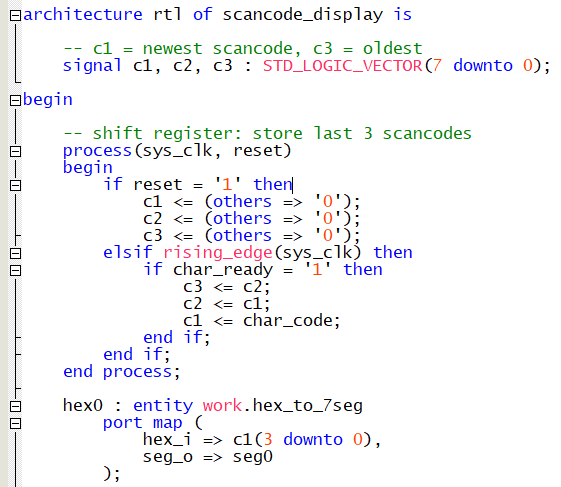 architecture rtl of scancode_display is
-- c1 = newest scancode, c3 = oldest
signal c1, c2, c3 : STD_LOGIC_VECTOR(7 downto 0);
begin
-- shift register: store last 3 scancodes
process(sys_clk, reset)
begin
if reset = '1' then
c1 <= (others => '0');
c2 <= (others => '0');
c3 <= (others => '0');
elsif rising_edge(sys_clk) then
if char_ready = '1' then
c3 <= c2;
c2 <= c1;
c1 <= char_code;
end if;
end if;
end process;
hex0 : entity work.hex_to_7seg
port map (
hex_i => c1(3 downto 0),
seg_o => seg0
);